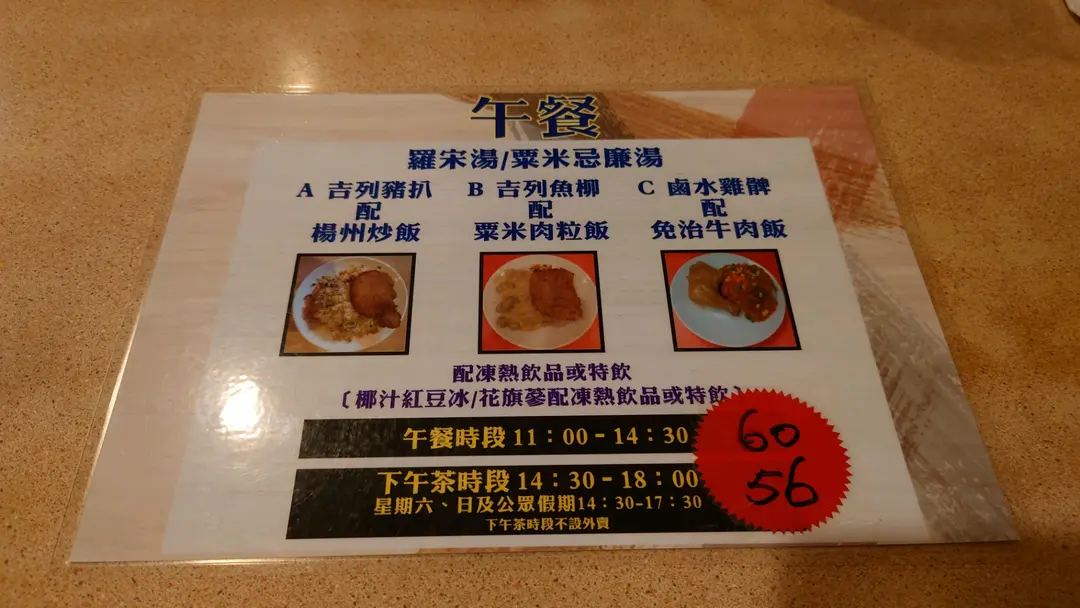 午餐
羅宋湯/粟米忌廉湯
A 吉列豬扒 B 吉列魚柳 C 鹵水雞髀
配 配 配
楊州炒飯 粟米肉粒飯 免治牛肉飯
配凍熱飲品或特飲
〔椰汁紅豆冰/花旗蔘配凍熱飲品或特飲〕
午餐時段 11：00－14：30
60
下午茶時段 14：30－18：00
56
星期六、日及公眾假期14：30-17：30
下午茶時段不設外賣